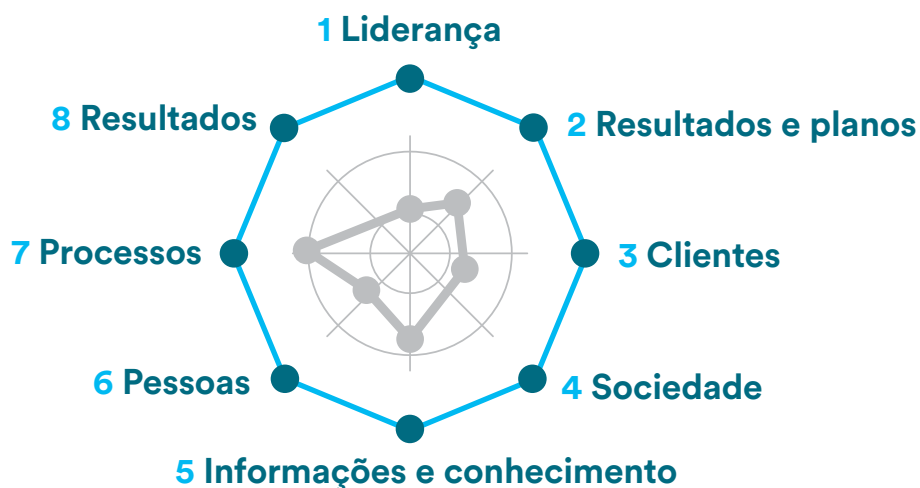 1 Liderança
2 Resultados e planos
3 Clientes
4 Sociedade
5 Informações e conhecimento
6 Pessoas
7 Processos
8 Resultados